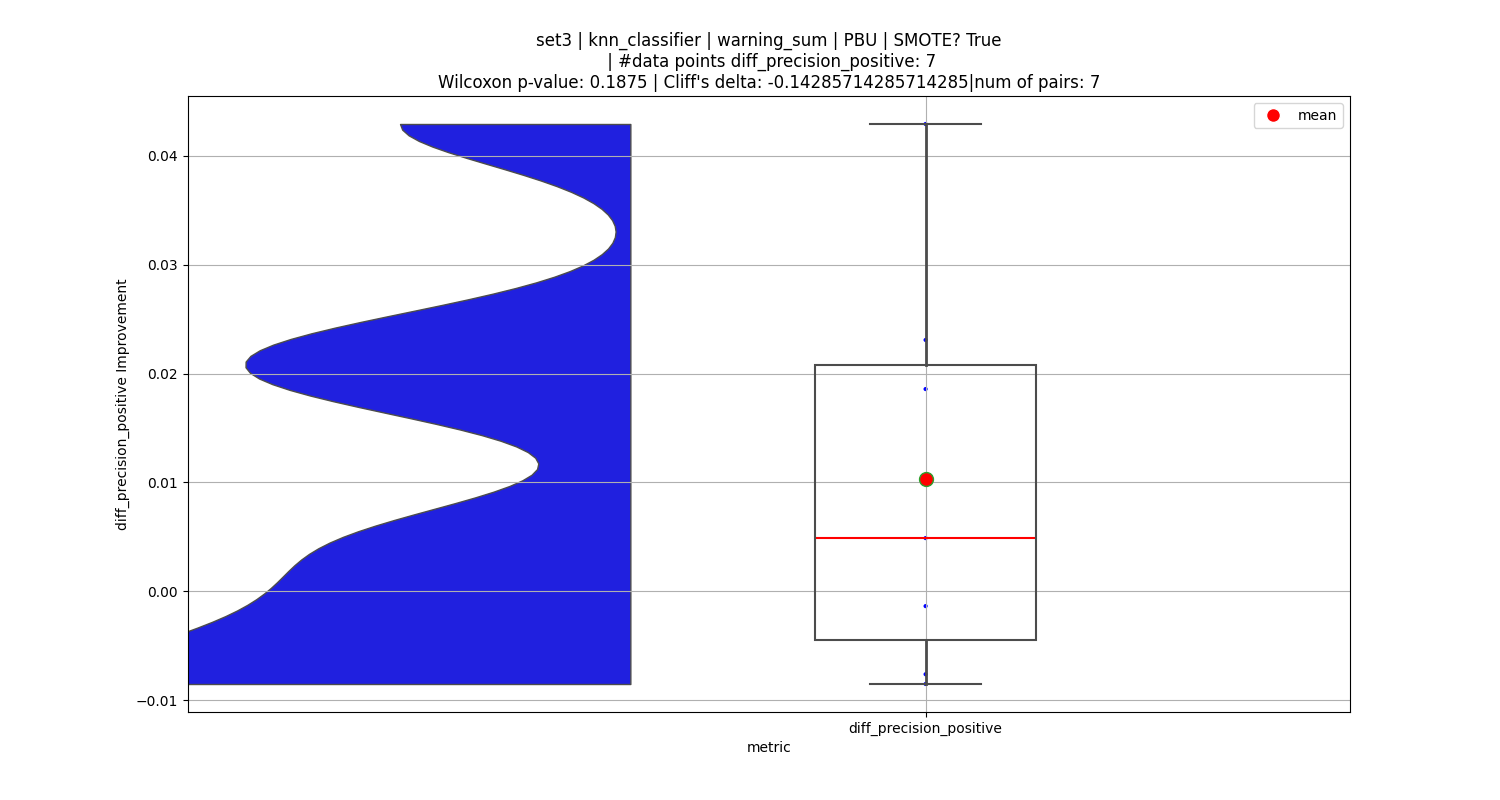 set3 | knn_classifier | warning_sum | PBU | SMOTE? True
| #data points diff_precision_positive: 7
Wilcoxon p-value: 0.1875 | Cliff's delta: -0.14285714285714285|num of pairs: 7
mean
0.04
0.03
0.02
0.01
0.00
−0.01
diff_precision_positive Improvement
diff_precision_positive
metric